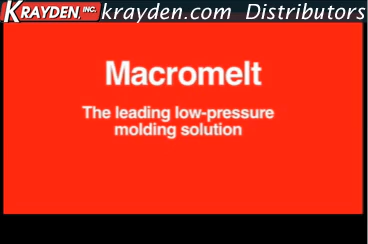 KRAYDEN, INC. krayden.com Distributors
Macromelt
The leading low-pressure
molding solution